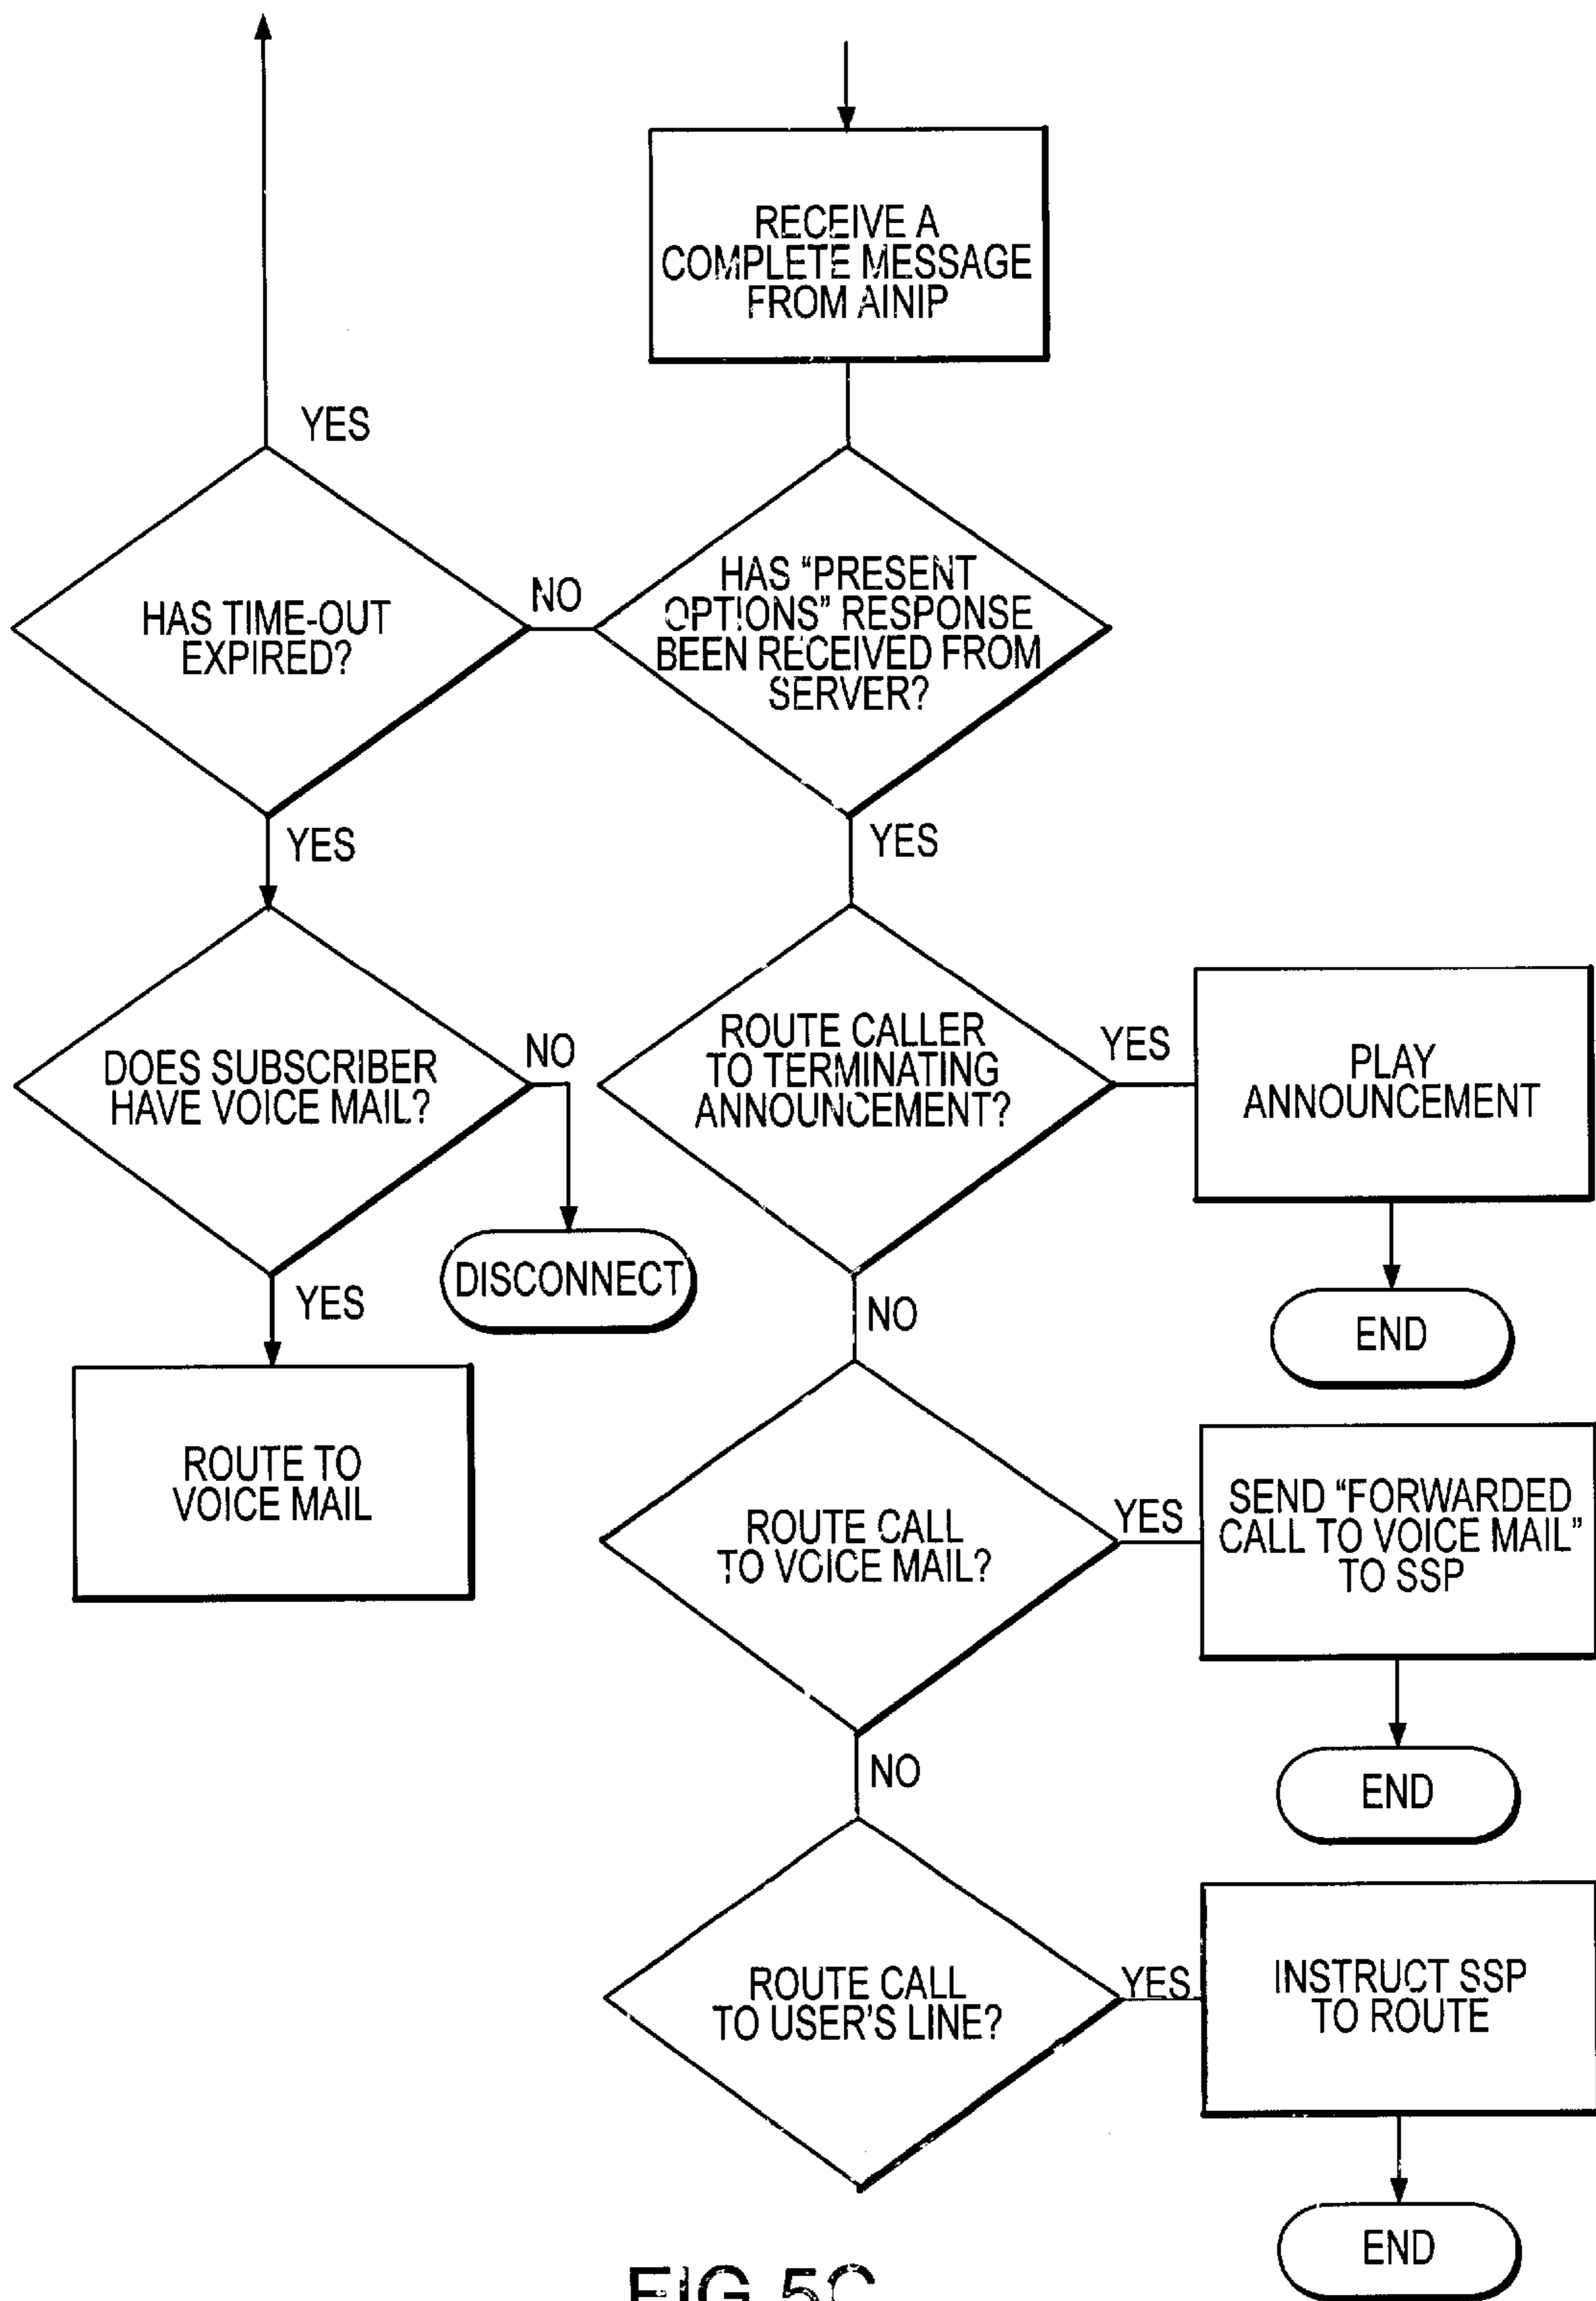 RECEIVE A
COMPLETE MESSAGE
FROM AINIP
YES
HAS "PRESENT
OPTIONS" RESPONSE
BEEN RECEIVED FROM
SERVER?
NO
HAS TIME-OUT
EXPIRED?
YES
YES
DOES SUBSCRIBER
HAVE VOICE MAIL?
NO
ROUTE CALLER
TO TERMINATING
ANNOUNCEMENT?
YES
PLAY
ANNOUNCEMENT
DISCONNECT
YES
NO
END
ROUTE TO
VOICE MAIL
ROUTE CALL
TO VOICE MAIL?
YES
SEND "FORWARDED
CALL TO VOICE MAIL"
TO SSP
NO
END
ROUTE CALL
TO USER'S LINE?
YES
INSTRUCT SSP
TO ROUTE
END
FIG. 5C